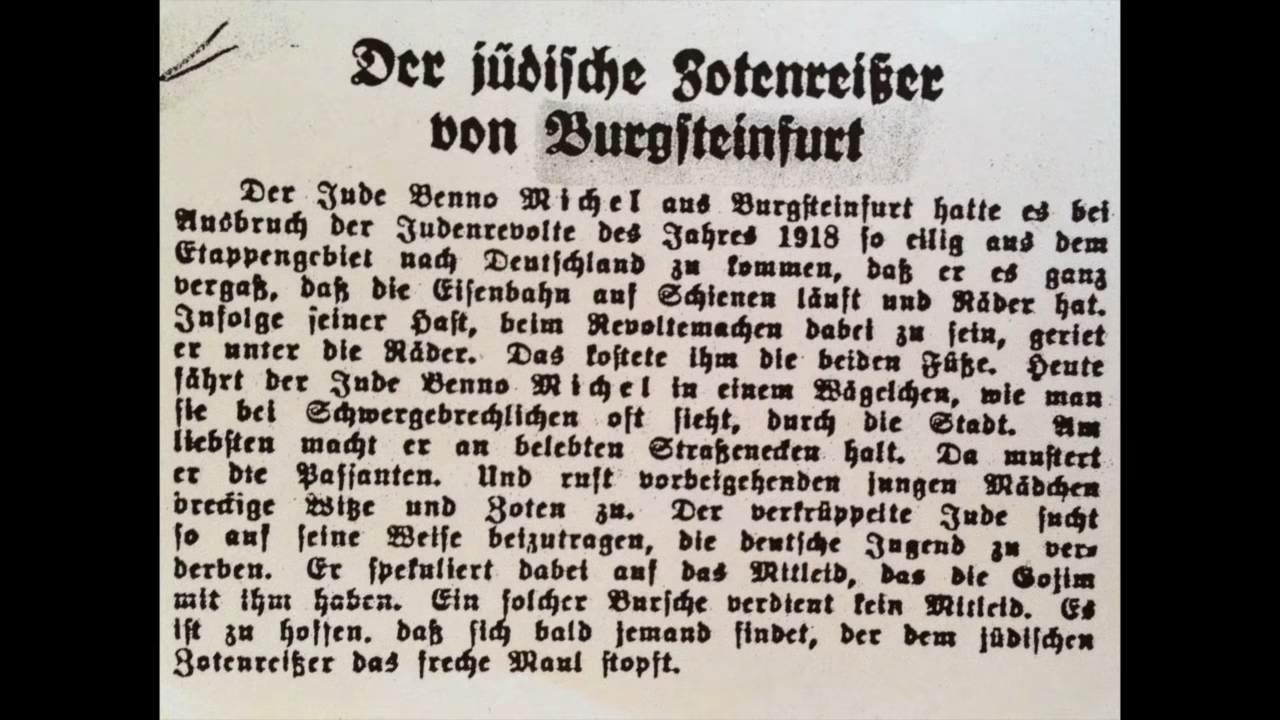 Der jüdische Zotenreißer
von Burgsteinfurt
Der Jude Benno Michel aus Burgsteinfurt hatte es bei
Ausbruch der Judenrevolte des Jahres 1918 so eilig aus dem
Etappengebiet nach Deutschland zu kommen, daß er es ganz
vergaß, daß die Eisenbahn auf Schienen läuft und Räder hat.
Infolge seiner Hast, beim Revoltemachen dabei zu sein, geriet
er unter die Räder. Das kostete ihm die beiden Füße. Heute
fährt der Jude Benno Michel in einem Wägelchen, wie man
sie bei Schwergebrechlichen oft sieht, durch die Stadt. Am
liebsten macht er an belebten Straßenecken halt. Da mustert
er die Passanten. Und ruft vorbeigehenden jungen Mädchen
dreckige Witze und Zoten zu. Der verkrüppelte Jude sucht
so auf seine Weise beizutragen, die deutsche Jugend zu ver-
derben. Er spekuliert dabei auf das Mitleid, das die Gojim
mit ihm haben. Ein solcher Bursche verdient kein Mitleid. Es
ist zu hoffen, daß sich bald jemand findet, der dem jüdischen
Zotenreißer das freche Maul stopft.